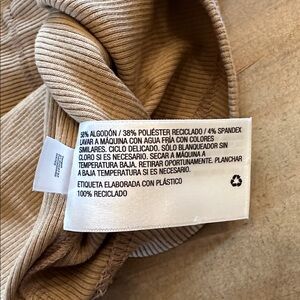 58% ALGODÓN / 38% POLIÉSTER RECICLADO / 4% SPANDEX
LAVAR A MÁQUINA CON AGUA FRÍA CON COLORES
SIMILARES. CICLO DELICADO. SOLO BLANQUEADOR SIN
CLORO SI ES NECESARIO. SECAR A MÁQUINA A
TEMPERATURA BAJA. RETIRAR OPORTUNAMENTE. PLANCHAR
A BAJA TEMPERATURA SI ES NECESARIO.
ETIQUETA ELABORADA CON PLÁSTICO
100% RECICLADO